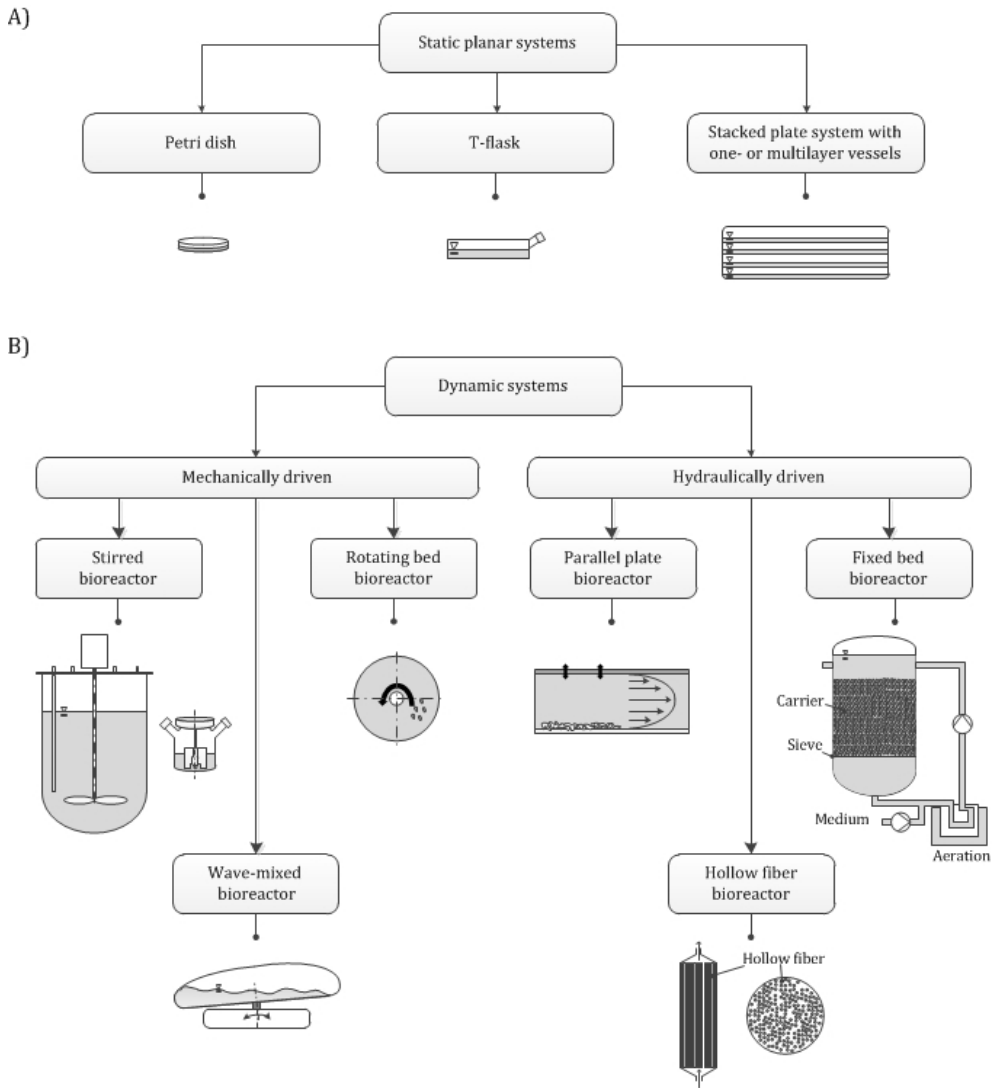 A)
Static planar systems
Petri dish
T-flask
Stacked plate system with
one- or multilayer vessels
B)
Dynamic systems
Mechanically driven
Hydraulically driven
Stirred
bioreactor
Rotating bed
bioreactor
Parallel plate
bioreactor
Fixed bed
bioreactor
Carrier
Sieve
Medium
Aeration
Wave-mixed
bioreactor
Hollow fiber
bioreactor
Hollow fiber